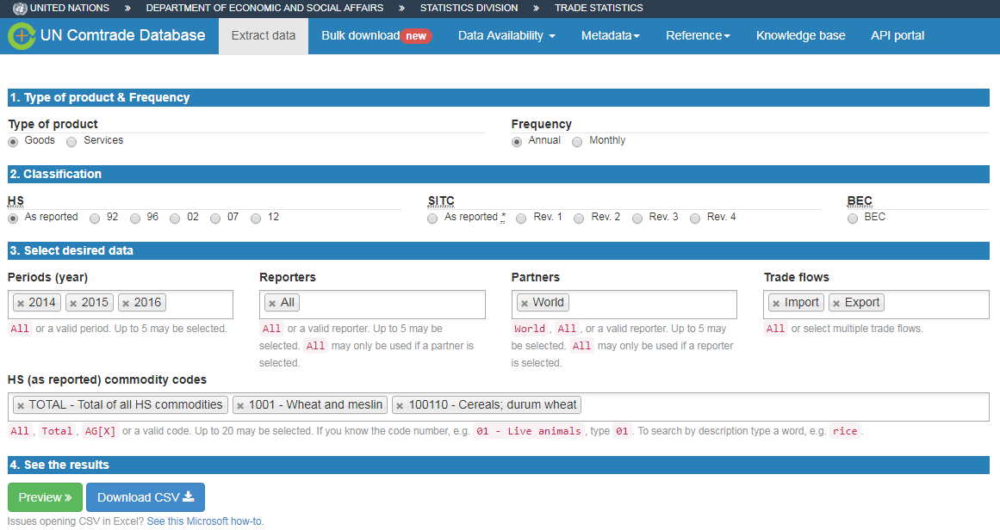 UNITED NATIONS » DEPARTMENT OF ECONOMIC AND SOCIAL AFFAIRS » STATISTICS DIVISION » TRADE STATISTICS
UN Comtrade Database Extract data Bulk download new Data Availability Metadata Reference Knowledge base API portal
1. Type of product & Frequency
Type of product Frequency
Goods Services Annual Monthly
2. Classification
HS SITC BEC
As reported 92 96 02 07 12 As reported * Rev. 1 Rev. 2 Rev. 3 Rev. 4 BEC
3. Select desired data
Periods (year) Reporters Partners Trade flows
× 2014 × 2015 × 2016 × All × World × Import × Export
All or a valid period. Up to 5 may be selected.
All or a valid reporter. Up to 5 may be
selected. All may only be used if a partner is
selected.
World , All , or a valid reporter. Up to 5 may
be selected. All may only be used if a reporter
is selected.
All or select multiple trade flows.
HS (as reported) commodity codes
× TOTAL - Total of all HS commodities × 1001 - Wheat and meslin × 100110 - Cereals; durum wheat
All , Total , AG[X] or a valid code. Up to 20 may be selected. If you know the code number, e.g. 01 - Live animals , type 01 . To search by description type a word, e.g. rice .
4. See the results
Preview » Download CSV
Issues opening CSV in Excel? See this Microsoft how-to.